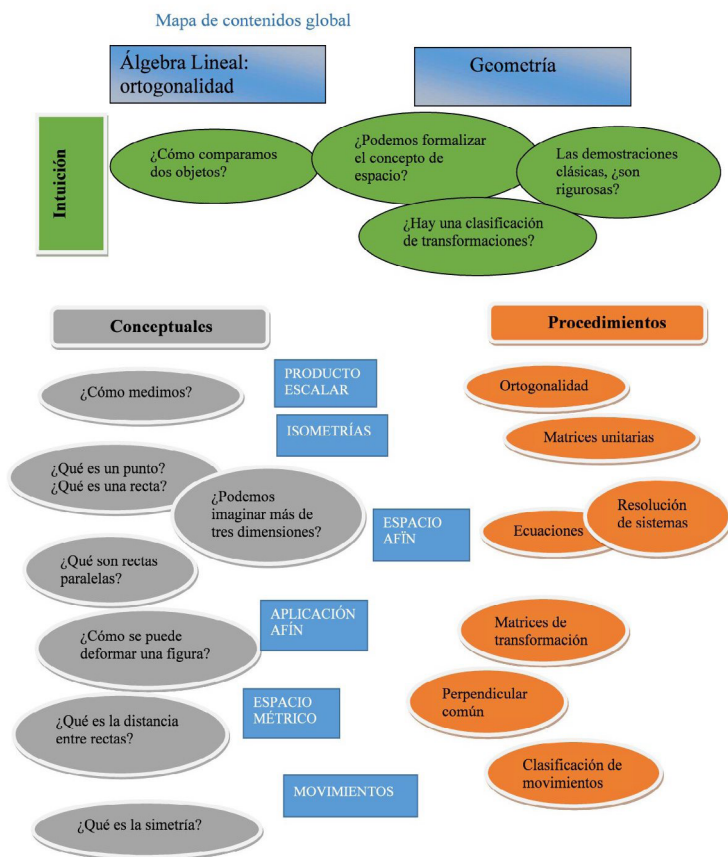 Mapa de contenidos global
Álgebra Lineal:
ortogonalidad
Geometría
Intuición
¿Cómo comparamos
dos objetos?
¿Podemos formalizar
el concepto de
espacio?
Las demostraciones
clásicas, ¿son
rigurosas?
¿Hay una clasificación
de transformaciones?
Conceptuales
Procedimientos
¿Cómo medimos?
PRODUCTO
ESCALAR
Ortogonalidad
ISOMETRÍAS
Matrices unitarias
¿Qué es un punto?
¿Qué es una recta?
¿Podemos
imaginar más de
tres dimensiones?
ESPACIO
AFÏN
Ecuaciones
Resolución
de sistemas
¿Qué son rectas
paralelas?
APLICACIÓN
AFÍN
Matrices de
transformación
¿Cómo se puede
deformar una figura?
ESPACIO
MÉTRICO
Perpendicular
común
¿Qué es la distancia
entre rectas?
Clasificación de
movimientos
MOVIMIENTOS
¿Qué es la simetría?